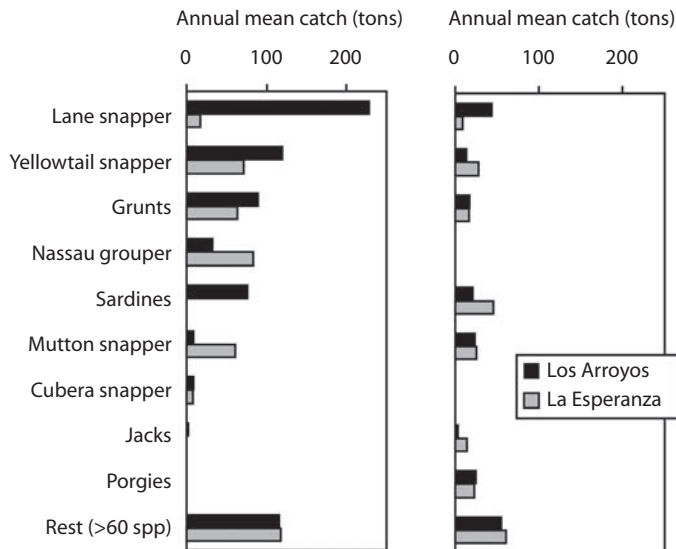 Annual mean catch (tons) Annual mean catch (tons)
0 100 200 0 100 200
Lane snapper
Yellowtail snapper
Grunts
Nassau grouper
Sardines
Mutton snapper
Cubera snapper
Jacks
Porgies
Rest (>60 spp)
Los Arroyos
La Esperanza